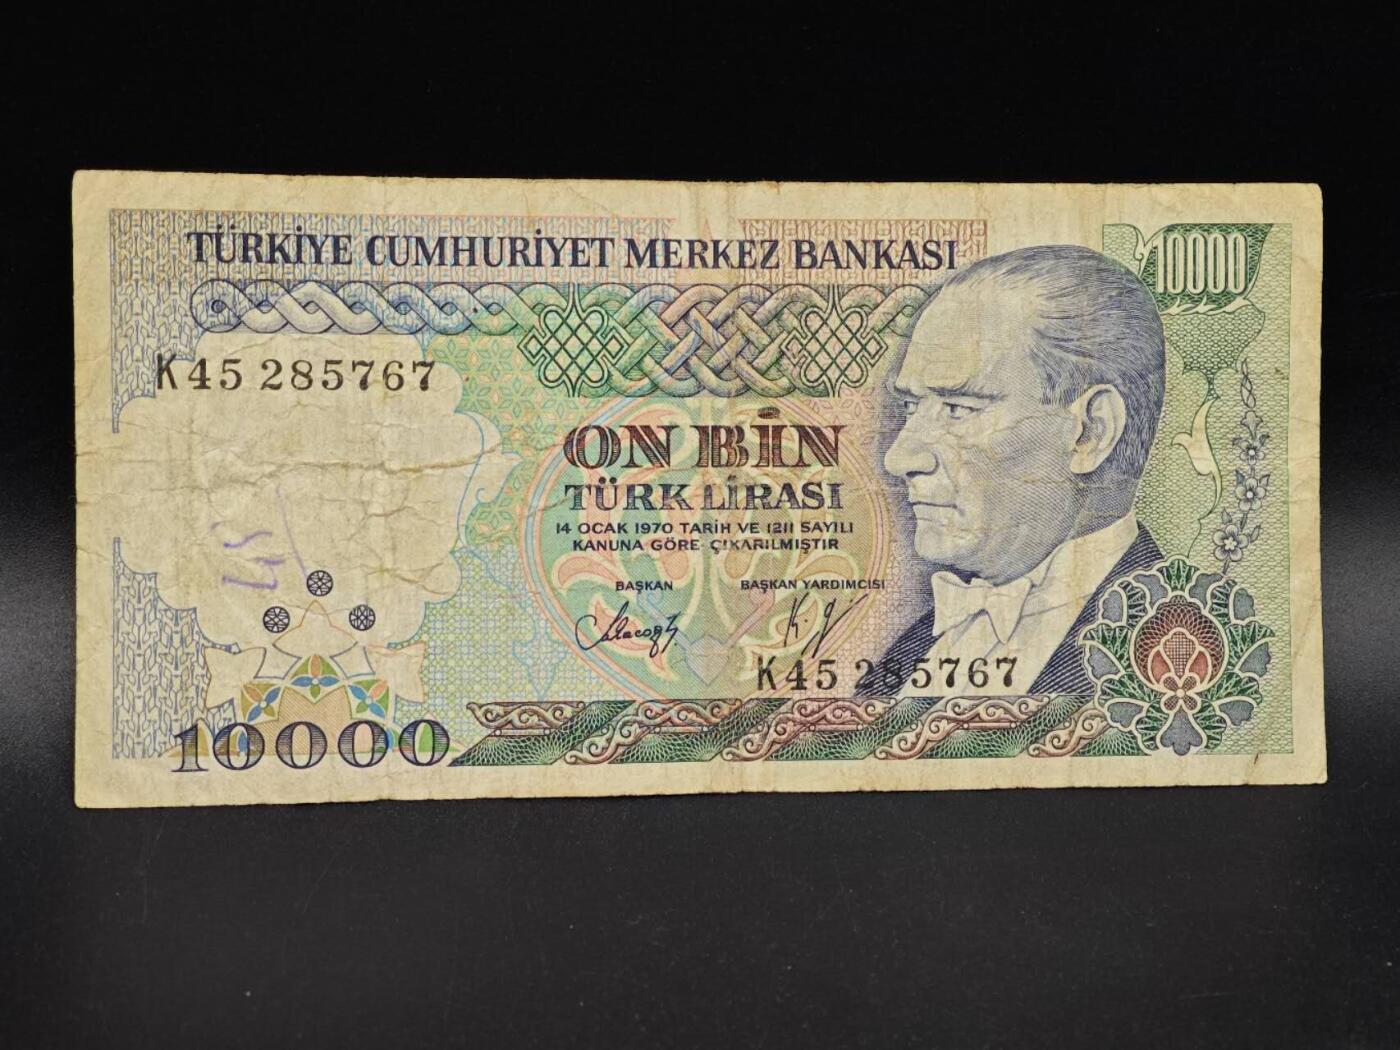 TÜRKİYE CUMHURİYET MERKEZ BANKASI
10000
K45 285767
ON BİN
TÜRK LİRASI
14 OCAK 1970 TARİH VE 1211 SAYILI
KANUNA GÖRE ÇIKARILMIŞTIR
BAŞKAN
BAŞKAN YARDIMCISI
K45 285767
10000